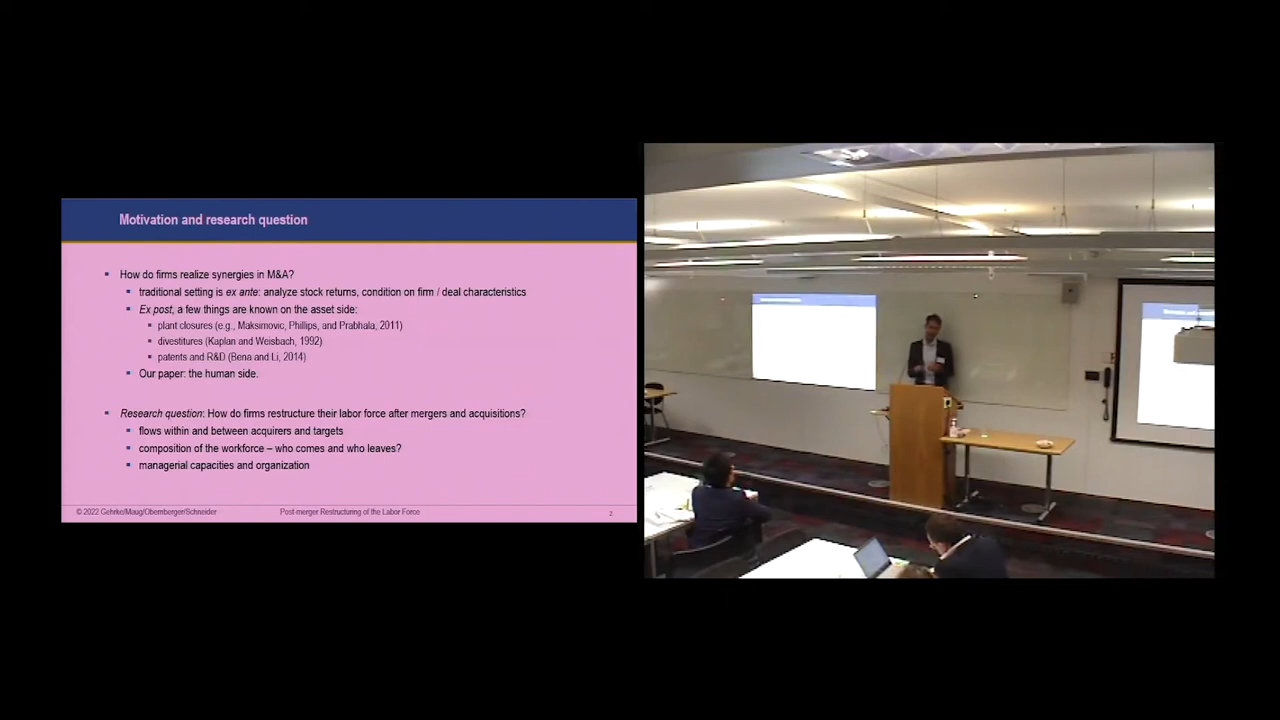 Motivation and research question
How do firms realize synergies in M&A?
traditional setting is ex ante: analyze stock returns, condition on firm / deal characteristics
Ex post, a few things are known on the asset side:
plant closures (e.g., Maksimovic, Phillips, and Prabhala, 2011)
divestitures (Kaplan and Weisbach, 1992)
patents and R&D (Bena and Li, 2014)
Our paper: the human side.
Research question: How do firms restructure their labor force after mergers and acquisitions?
flows within and between acquirers and targets
composition of the workforce – who comes and who leaves?
managerial capacities and organization
© 2022 Gehrke/Maug/Obernberger/Schneider
Post-merger Restructuring of the Labor Force
2